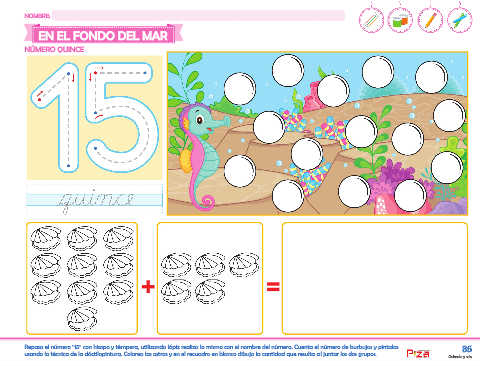 NOMBRE
EN EL FONDO DEL MAR
NÚMERO QUINCE
15
quince
+
=
Repasa el número "15" con hisopo y témpera, utilizando lápiz realiza lo mismo con el nombre del número. Cuenta el número de burbujas y píntalas
usando la técnica de la dáctilopintura. Colorea las ostras y en el recuadro en blanco dibuja la cantidad que resulta al juntar los dos grupos.